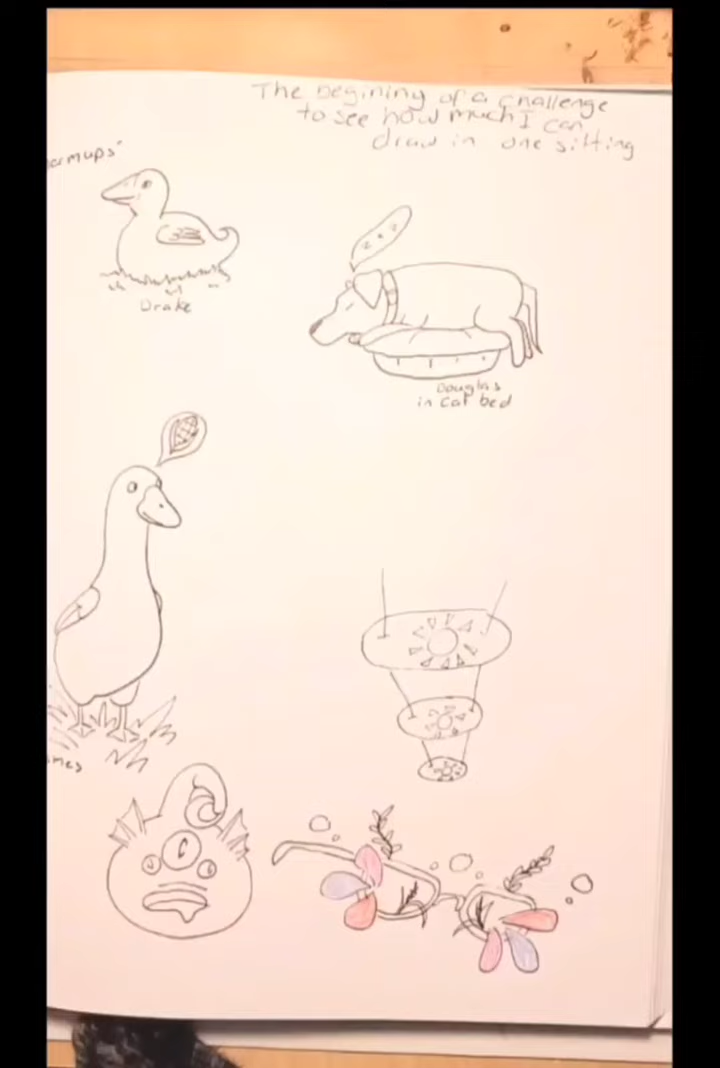 The begining of a challenge
to see how much I can
draw in one sitting
armups"
Drake
z z z
Douglas
in cat bed
mes